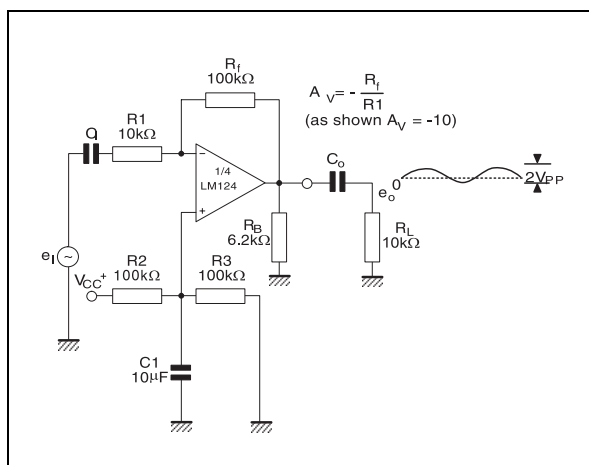 Rf
100kΩ
A V = - Rf
R1
(as shown AV = -10)
R1
10kΩ
CI
1/4
LM124
Co
0
eo
2VPP
RB
6.2kΩ
RL
10kΩ
eI
~
VCC+
R2
100kΩ
R3
100kΩ
C1
10µF